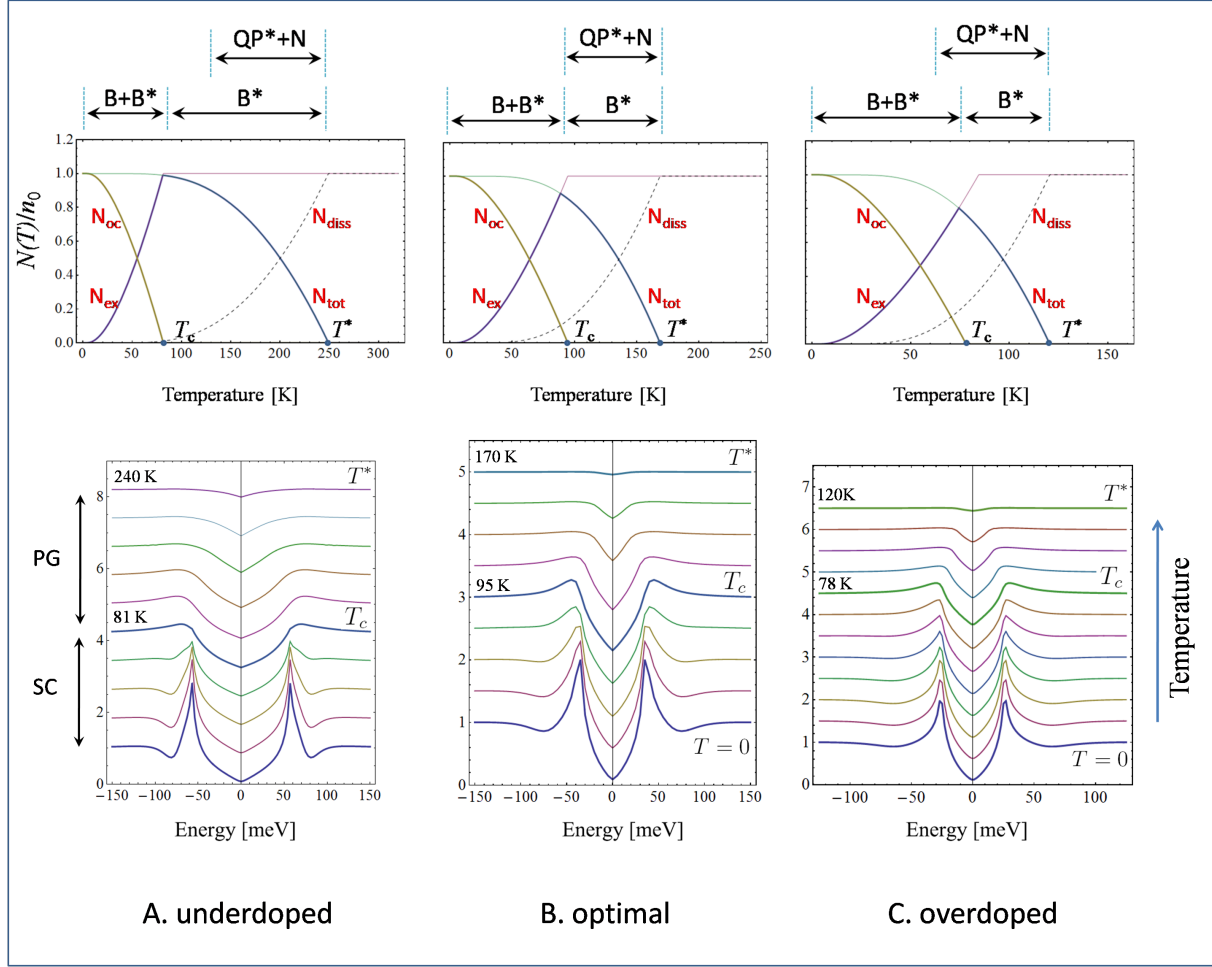 QP*+N QP*+N QP*+N
B+B* B* B+B* B* B+B* B*
N(T)/n0
1.2
1.0
0.8
0.6
0.4
0.2
0.0
Noc Ndiss Noc Ndiss Noc Ndiss
Nex Ntot Nex Ntot Nex Ntot
Tc T* Tc T* Tc T*
0 50 100 150 200 250 300 0 50 100 150 200 250 0 50 100 150
Temperature [K] Temperature [K] Temperature [K]
240 K T* 170 K T* 120K T*
81 K Tc 95 K Tc 78 K Tc
T = 0 T = 0
PG
SC
8
6
4
2
0
5
4
3
2
1
0
7
6
5
4
3
2
1
0
Temperature
−150 −100 −50 0 50 100 150 −150 −100 −50 0 50 100 150 −100 −50 0 50 100
Energy [meV] Energy [meV] Energy [meV]
A. underdoped B. optimal C. overdoped